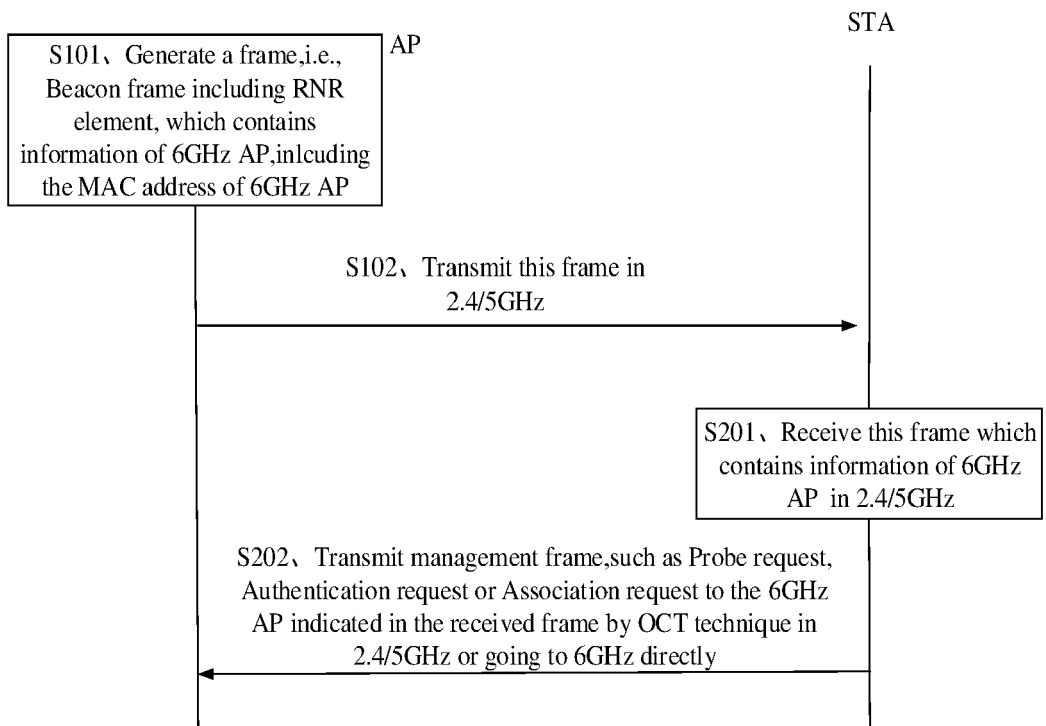 STA
AP
S101、Generate a frame,i.e.,
Beacon frame including RNR
element, which contains
information of 6GHz AP,inlcuding
the MAC address of 6GHz AP
S102、Transmit this frame in
2.4/5GHz
S201、Receive this frame which
contains information of 6GHz
AP in 2.4/5GHz
S202、Transmit management frame,such as Probe request,
Authentication request or Association request to the 6GHz
AP indicated in the received frame by OCT technique in
2.4/5GHz or going to 6GHz directly